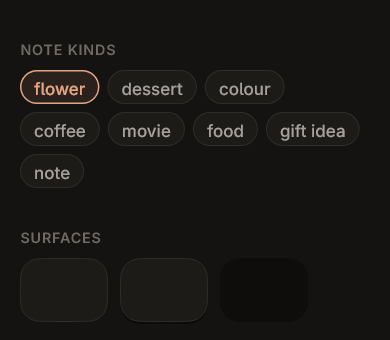 NOTE KINDS
flower dessert colour
coffee movie food gift idea
note
SURFACES